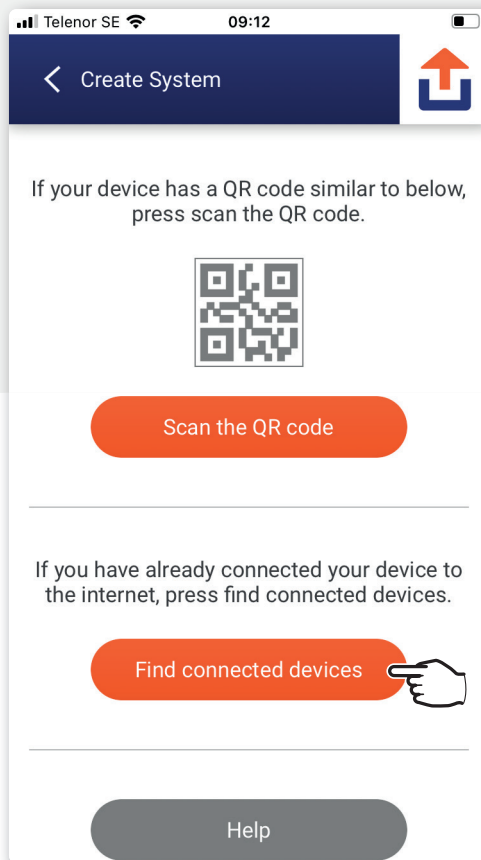 Telenor SE 09:12
Create System
If your device has a QR code similar to below,
press scan the QR code.
Scan the QR code
If you have already connected your device to
the internet, press find connected devices.
Find connected devices
Help